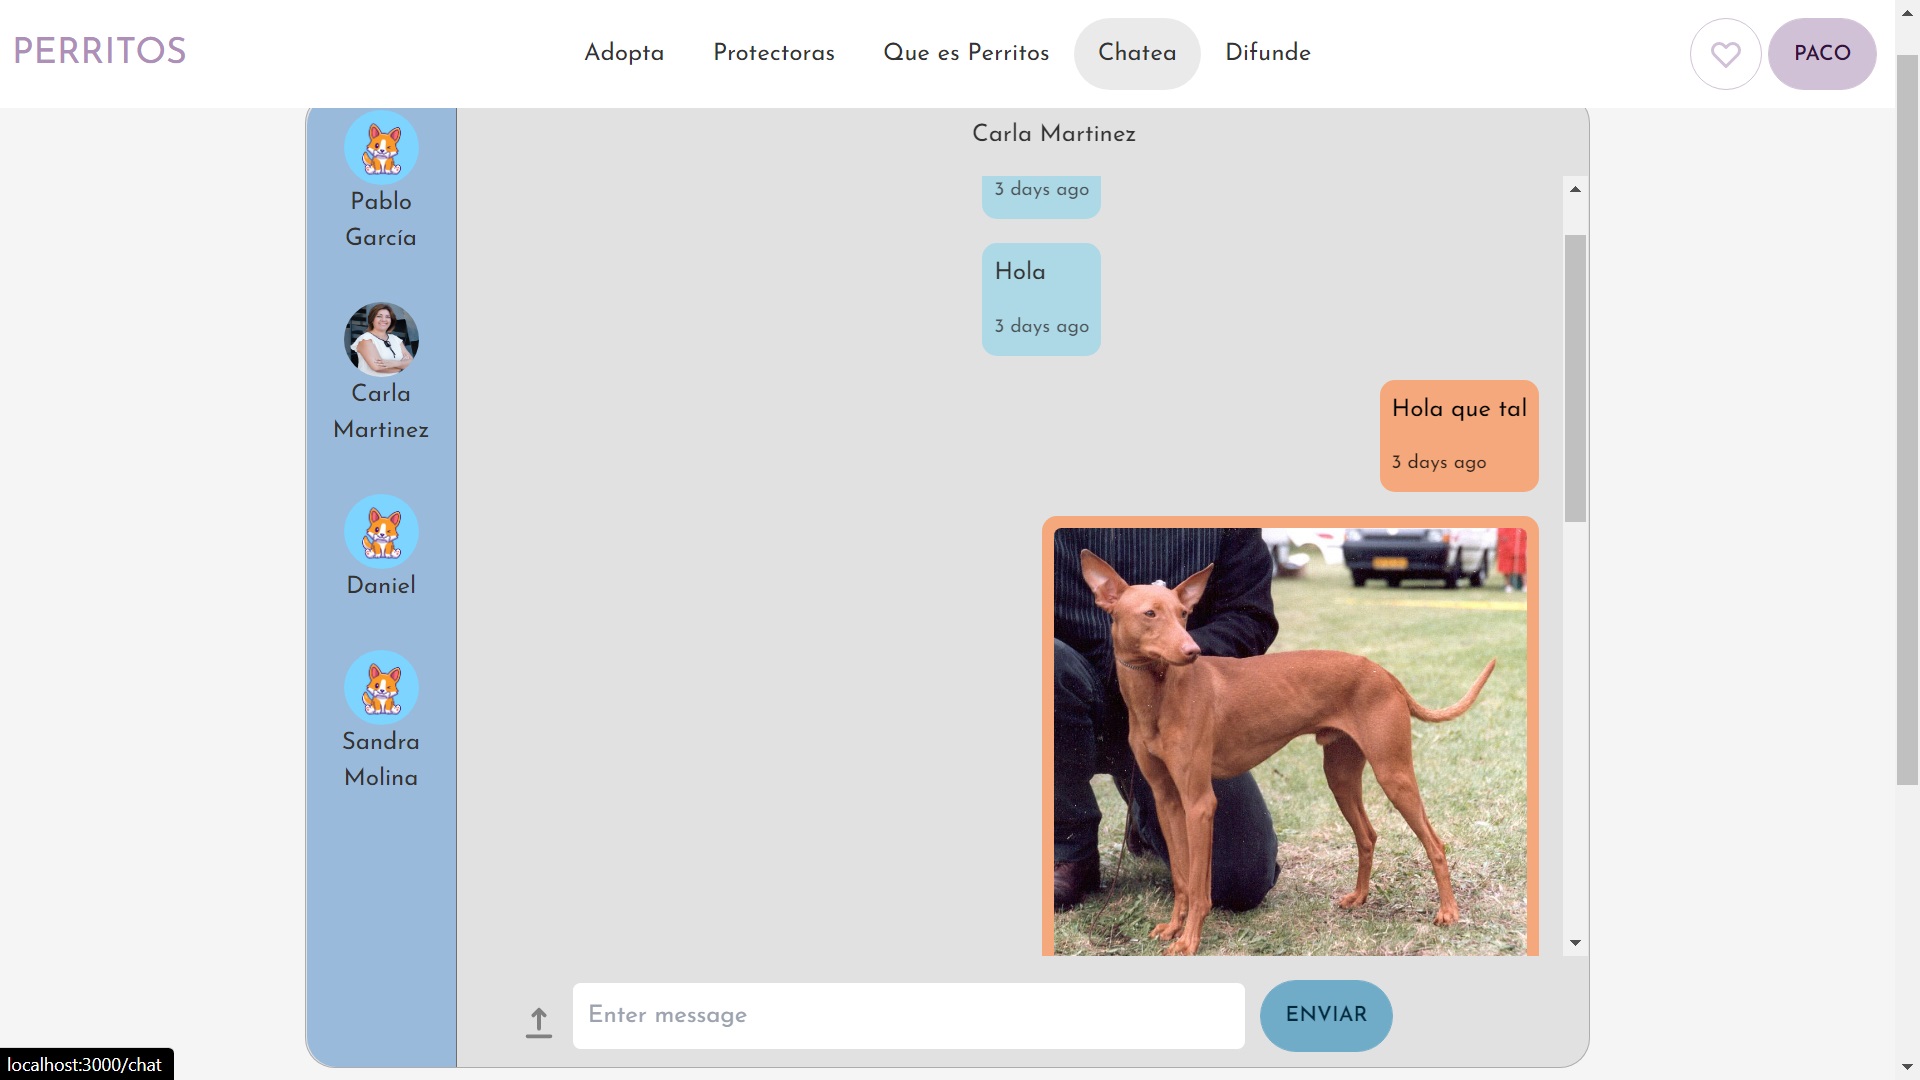 PERRITOS
Adopta
Protectoras
Que es Perritos
Chatea
Difunde
PACO
Pablo
García
Carla
Martinez
Daniel
Sandra
Molina
Carla Martinez
3 days ago
Hola
3 days ago
Hola que tal
3 days ago
Enter message
ENVIAR
localhost:3000/chat